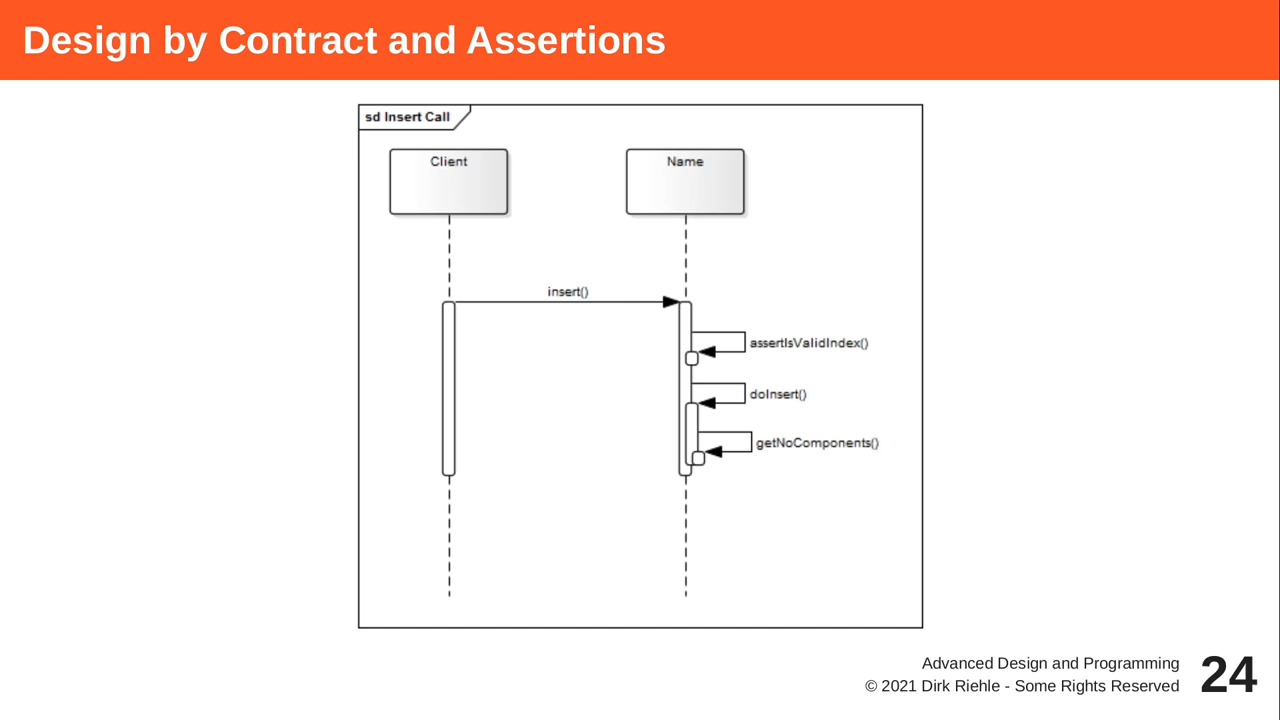 Design by Contract and Assertions
sd Insert Call
Client
Name
insert()
assertIsValidIndex()
doInsert()
getNoComponents()
Advanced Design and Programming
© 2021 Dirk Riehle - Some Rights Reserved
24